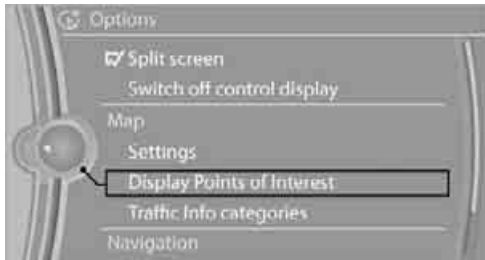 Options
Split screen
Switch off control display
Map
Settings
Display Points of Interest
Traffic Info categories
Navigation